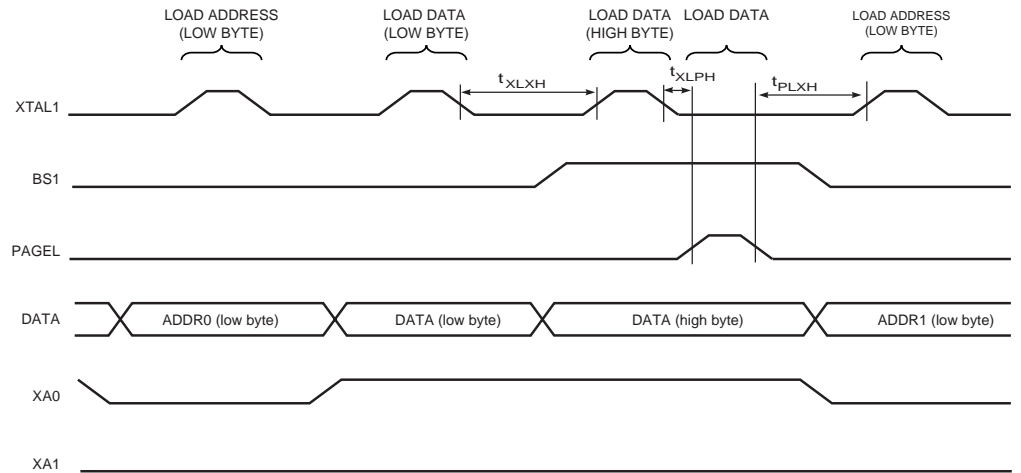 LOAD ADDRESS
(LOW BYTE)
LOAD DATA
(LOW BYTE)
LOAD DATA
(HIGH BYTE)
LOAD DATA
LOAD ADDRESS
(LOW BYTE)
tXLXH
tXLPH
tPLXH
XTAL1
BS1
PAGEL
DATA
ADDR0 (low byte)
DATA (low byte)
DATA (high byte)
ADDR1 (low byte)
XA0
XA1